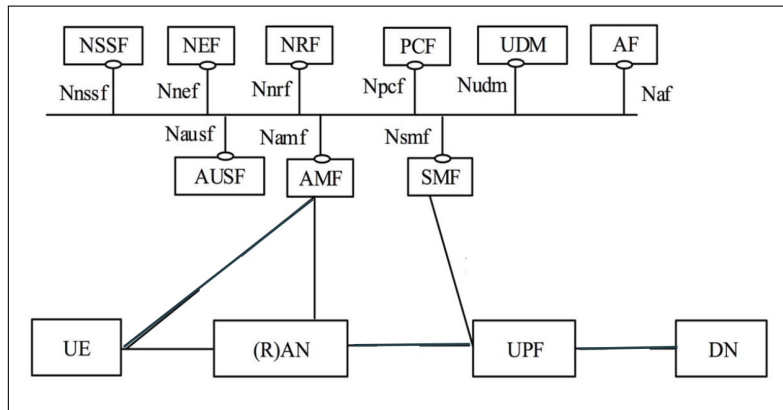 NSSF NEF NRF PCF UDM AF
Nnssf Nnef Nnrf Npcf Nudm Naf
Nausf Namf Nsmf
AUSF AMF SMF
UE (R)AN UPF DN